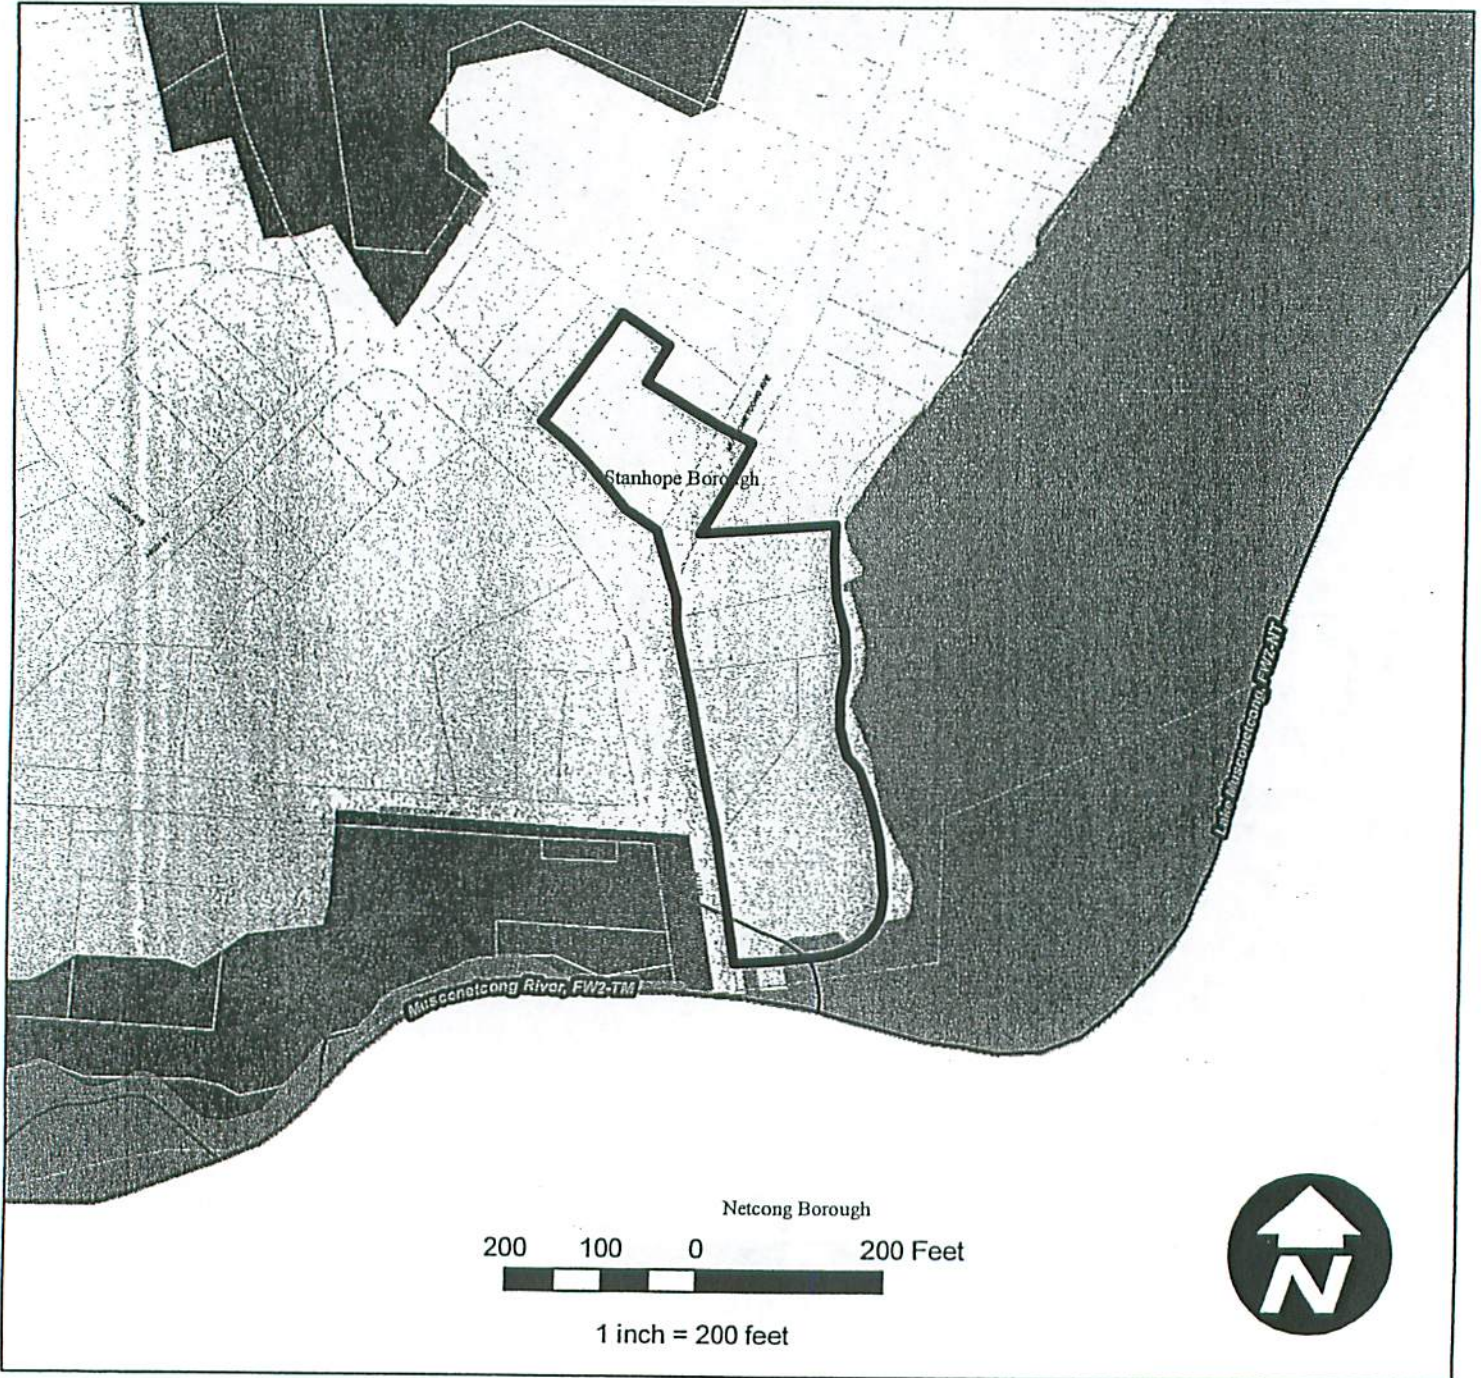 Stanhope Borough
Lake Musconetcong, FW2-NT
Musconetcong River, FW2-TM
Netcong Borough
200 100 0 200 Feet
1 inch = 200 feet
N